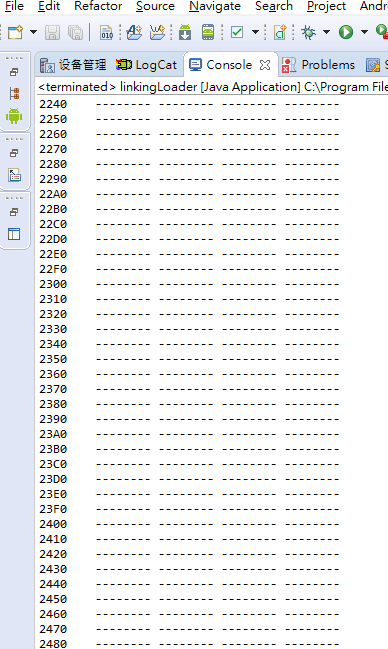 File Edit Refactor Source Navigate Search Project Andr
设备管理 LogCat Console Problems S
<terminated> linkingLoader [Java Application] C:\Program File
2240 -------- -------- -------- --------
2250 -------- -------- -------- --------
2260 -------- -------- -------- --------
2270 -------- -------- -------- --------
2280 -------- -------- -------- --------
2290 -------- -------- -------- --------
22A0 -------- -------- -------- --------
22B0 -------- -------- -------- --------
22C0 -------- -------- -------- --------
22D0 -------- -------- -------- --------
22E0 -------- -------- -------- --------
22F0 -------- -------- -------- --------
2300 -------- -------- -------- --------
2310 -------- -------- -------- --------
2320 -------- -------- -------- --------
2330 -------- -------- -------- --------
2340 -------- -------- -------- --------
2350 -------- -------- -------- --------
2360 -------- -------- -------- --------
2370 -------- -------- -------- --------
2380 -------- -------- -------- --------
2390 -------- -------- -------- --------
23A0 -------- -------- -------- --------
23B0 -------- -------- -------- --------
23C0 -------- -------- -------- --------
23D0 -------- -------- -------- --------
23E0 -------- -------- -------- --------
23F0 -------- -------- -------- --------
2400 -------- -------- -------- --------
2410 -------- -------- -------- --------
2420 -------- -------- -------- --------
2430 -------- -------- -------- --------
2440 -------- -------- -------- --------
2450 -------- -------- -------- --------
2460 -------- -------- -------- --------
2470 -------- -------- -------- --------
2480 -------- -------- -------- --------